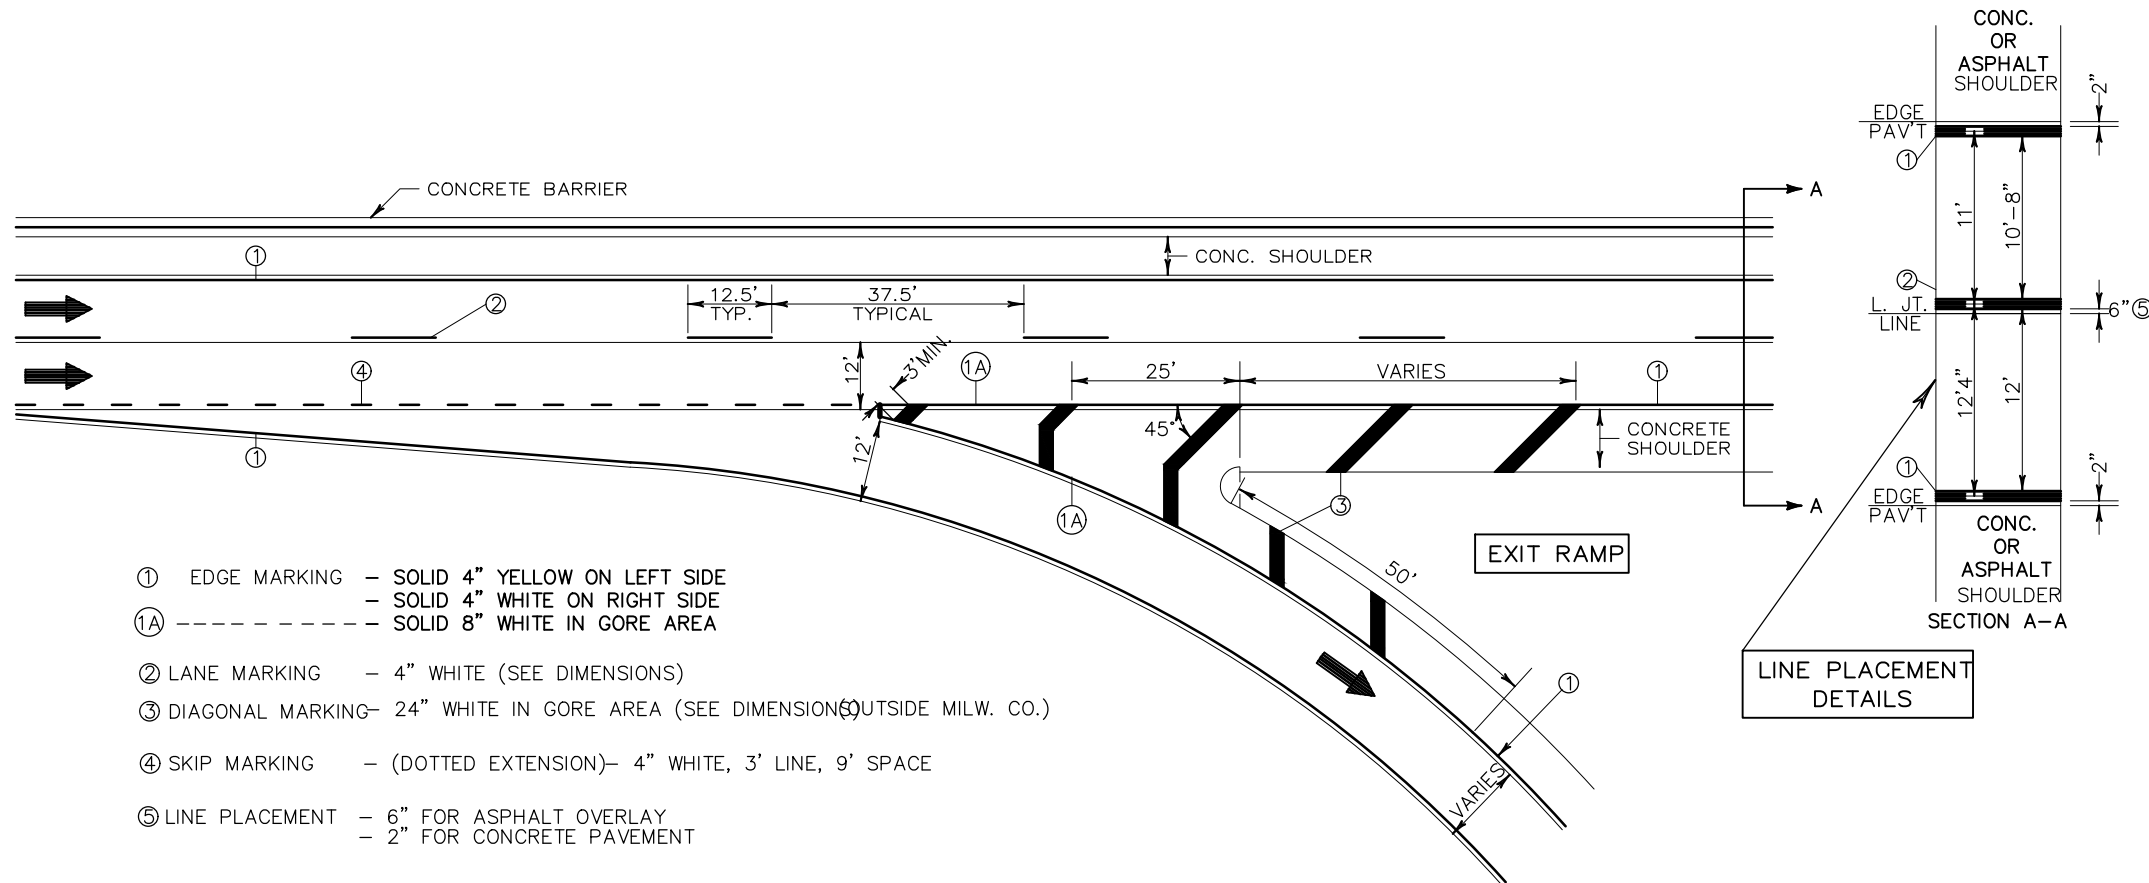 CONCRETE BARRIER
1
CONC. SHOULDER
2
12.5'
TYP.
37.5'
TYPICAL
4
12'
3'MIN.
1A
25'
VARIES
1
45°
CONCRETE
SHOULDER
1
12'
1A
3
EXIT RAMP
50'
1
VARIES
A
A
1 EDGE MARKING – SOLID 4" YELLOW ON LEFT SIDE
– SOLID 4" WHITE ON RIGHT SIDE
1A – – – – – – – – – – – SOLID 8" WHITE IN GORE AREA
2 LANE MARKING – 4" WHITE (SEE DIMENSIONS)
3 DIAGONAL MARKING – 24" WHITE IN GORE AREA (SEE DIMENSIONS) (OUTSIDE MILW. CO.)
4 SKIP MARKING – (DOTTED EXTENSION)– 4" WHITE, 3' LINE, 9' SPACE
5 LINE PLACEMENT – 6" FOR ASPHALT OVERLAY
– 2" FOR CONCRETE PAVEMENT
CONC.
OR
ASPHALT
SHOULDER
2"
EDGE
PAV'T
1
11'
10'-8"
2
L. JT.
LINE
6" 5
12'4"
12'
1
EDGE
PAV'T
2"
CONC.
OR
ASPHALT
SHOULDER
SECTION A–A
LINE PLACEMENT
DETAILS